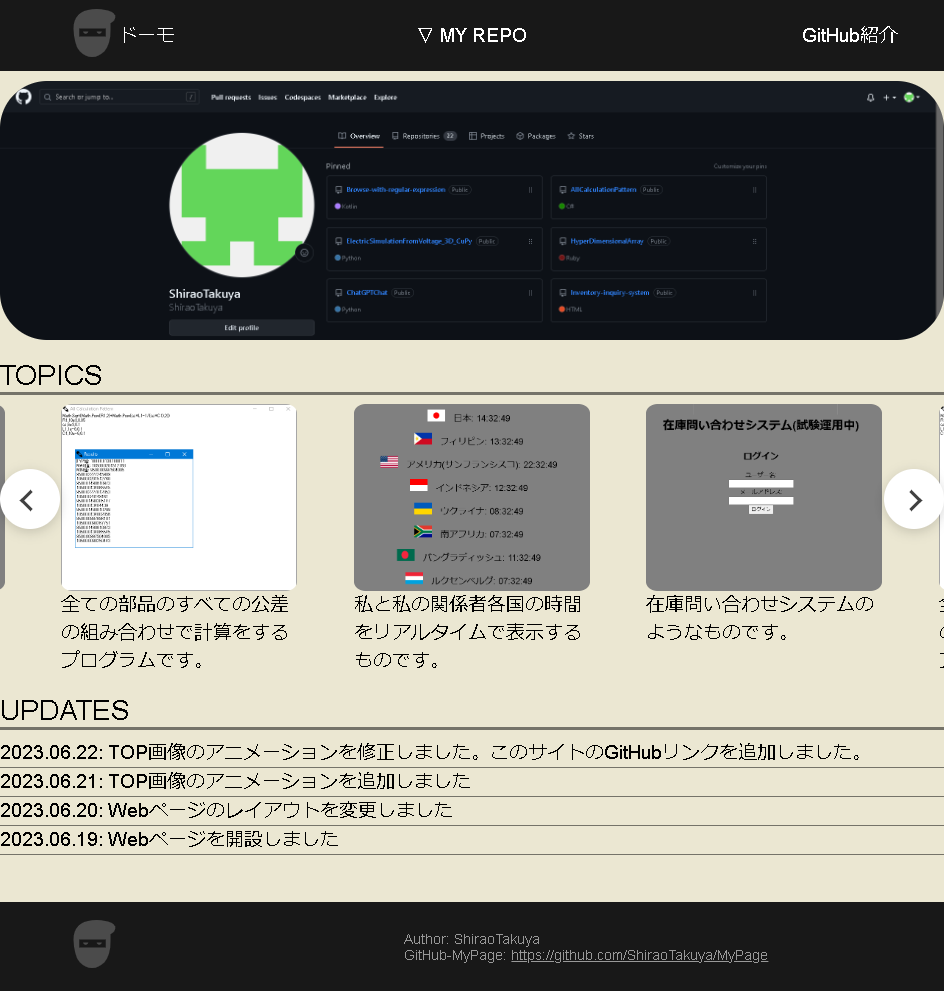 ドーモ
▽ MY REPO
GitHub紹介
Search or jump to...
/
Pull requests Issues Codespaces Marketplace Explore
Overview Repositories 22 Projects Packages Stars
Pinned
Customize your pins
Browse-with-regular-expression Public
Kotlin
AllCalculationPattern Public
C#
ElectricSimulationFromVoltage_3D_CuPy Public
Python
HyperDimensionalArray Public
Ruby
ChatGPTChat Public
Python
Inventory-inquiry-system Public
HTML
ShiraoTakuya
ShiraoTakuya
Edit profile
TOPICS
All Calculation Pattern
Results
全ての部品のすべての公差
の組み合わせで計算をする
プログラムです。
日本: 14:32:49
フィリピン: 13:32:49
アメリカ(サンフランシスコ): 22:32:49
インドネシア: 12:32:49
ウクライナ: 08:32:49
南アフリカ: 07:32:49
バングラディッシュ: 11:32:49
ルクセンベルグ: 07:32:49
私と私の関係者各国の時間
をリアルタイムで表示する
ものです。
在庫問い合わせシステム(試験運用中)
ログイン
ユーザー名
メールアドレス
ログイン
在庫問い合わせシステムの
ようなものです。
UPDATES
2023.06.22: TOP画像のアニメーションを修正しました。このサイトのGitHubリンクを追加しました。
2023.06.21: TOP画像のアニメーションを追加しました
2023.06.20: Webページのレイアウトを変更しました
2023.06.19: Webページを開設しました
Author: ShiraoTakuya
GitHub-MyPage: https://github.com/ShiraoTakuya/MyPage